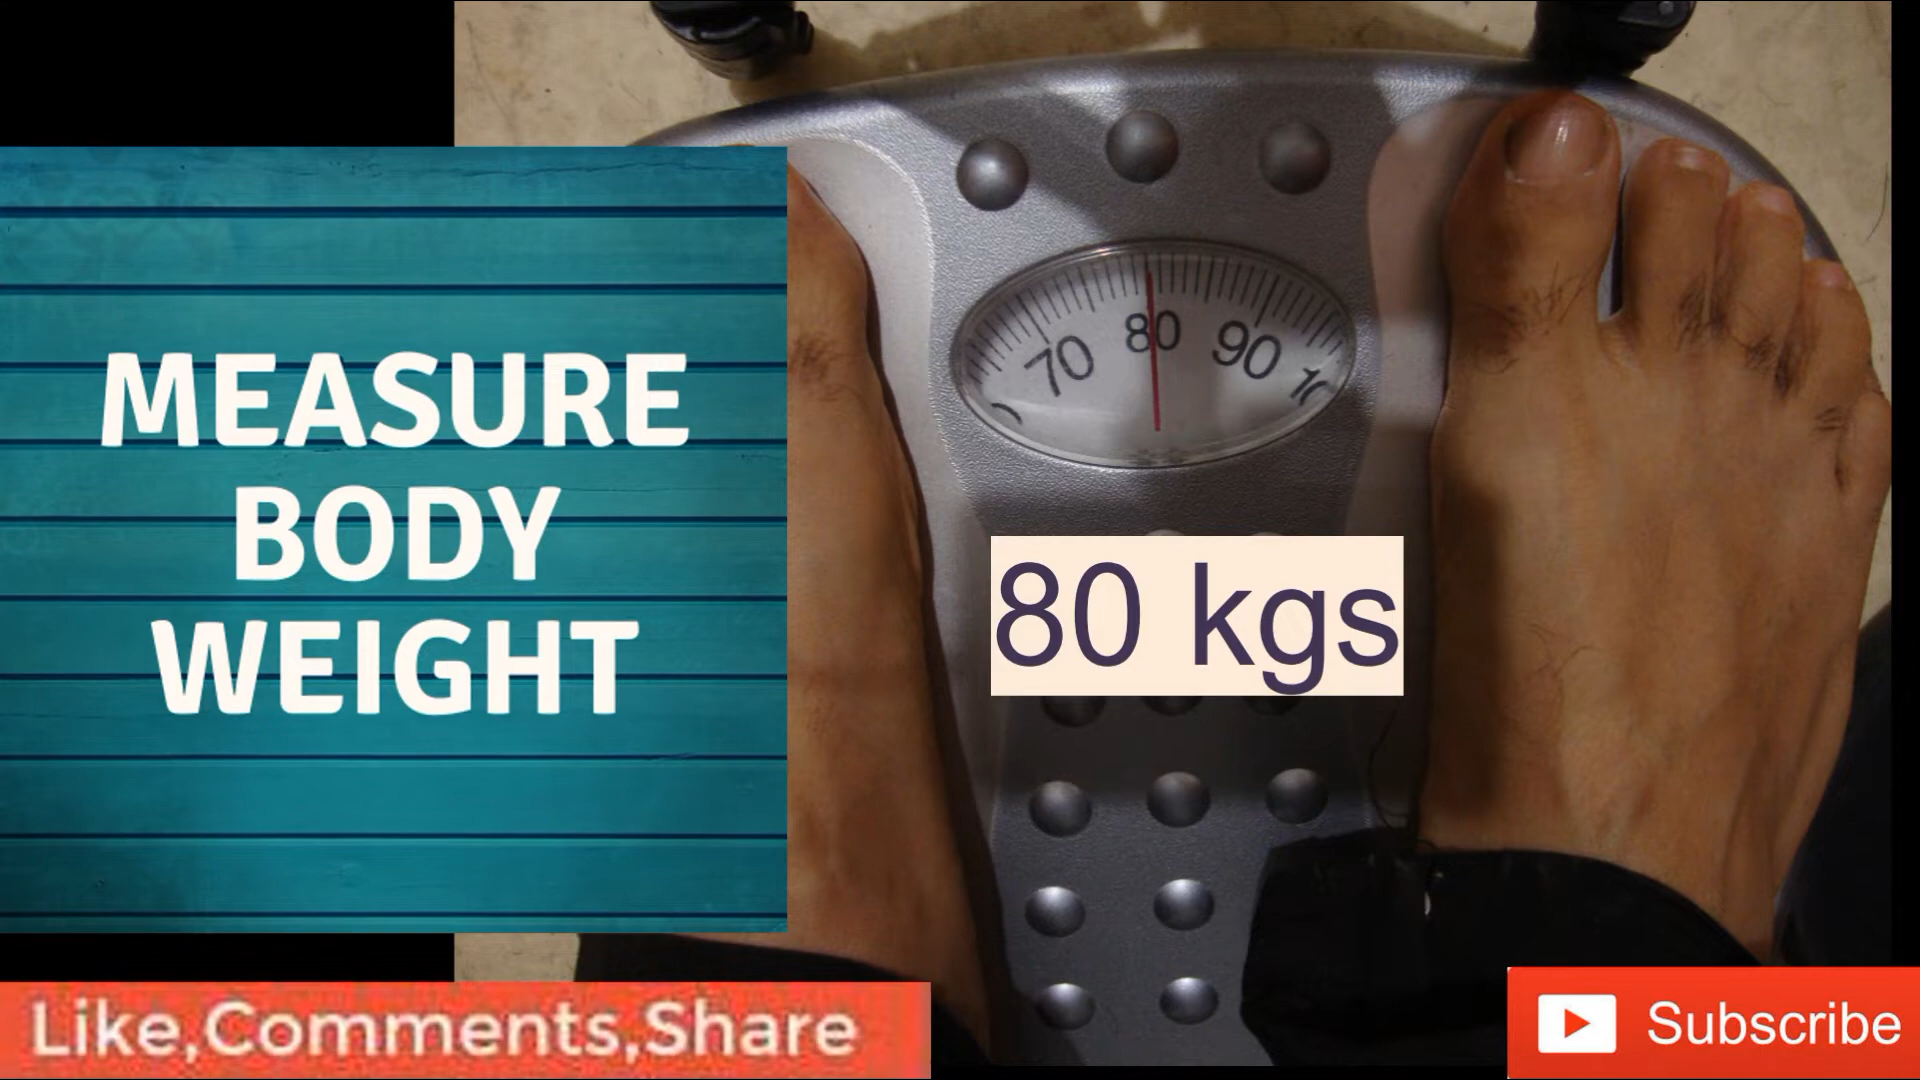 MEASURE
BODY
WEIGHT
70 80 90
80 kgs
Like,Comments,Share
Subscribe